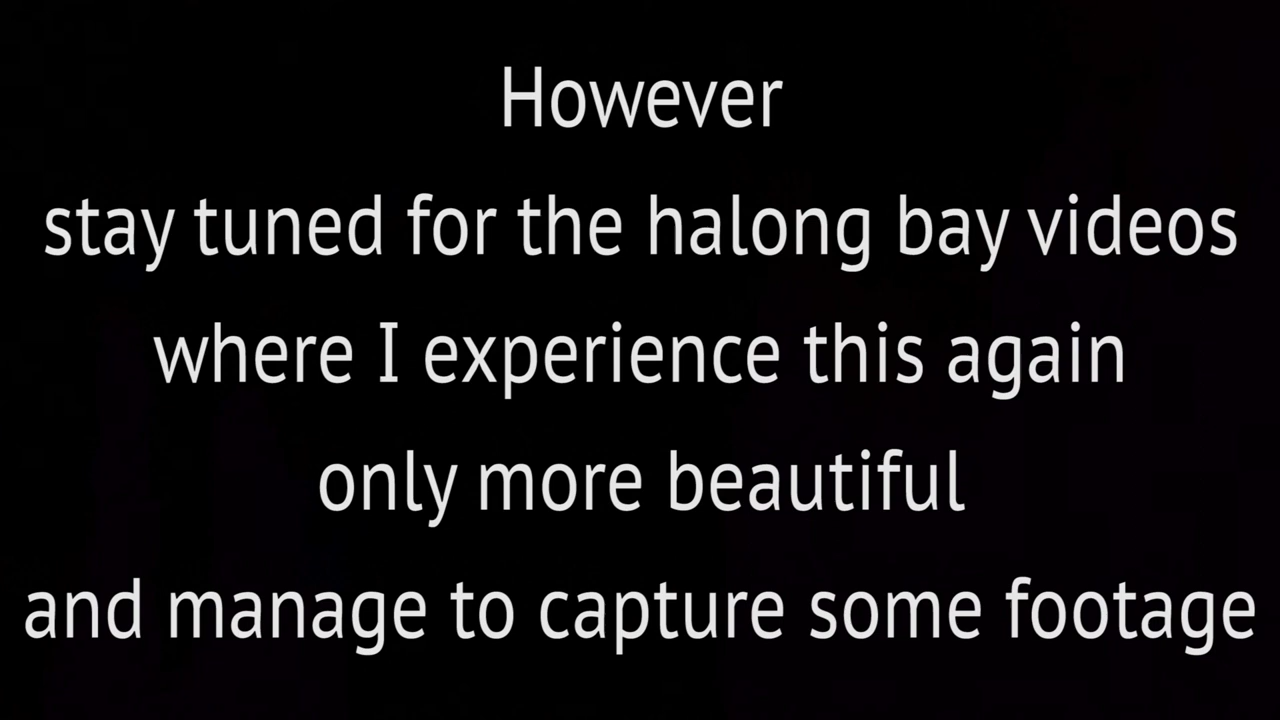 However
stay tuned for the halong bay videos
where I experience this again
only more beautiful
and manage to capture some footage